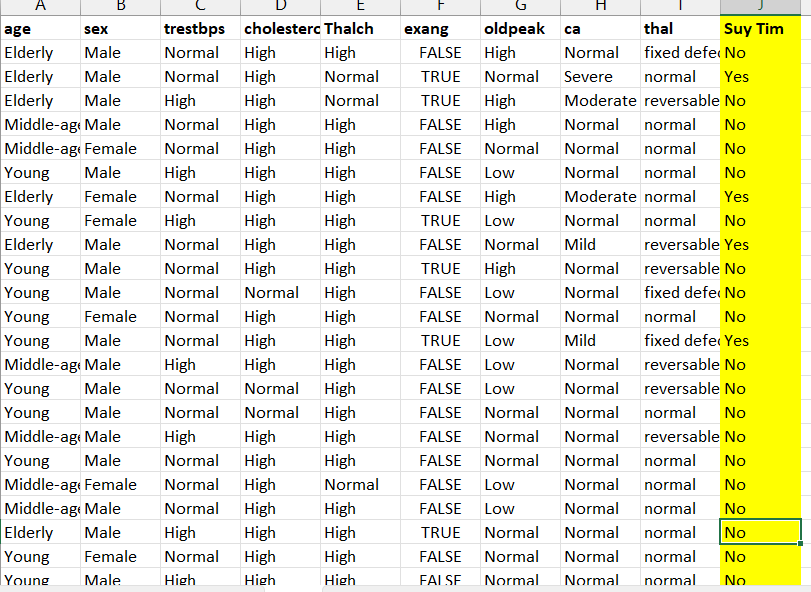 A B C D E F G H I J
age sex trestbps cholesterc Thalch exang oldpeak ca thal Suy Tim
Elderly Male Normal High High FALSE High Normal fixed defe No
Elderly Male Normal High Normal TRUE Normal Severe normal Yes
Elderly Male High High Normal TRUE High Moderate reversable No
Middle-age Male Normal High High FALSE High Normal normal No
Middle-age Female Normal High High FALSE Normal Normal normal No
Young Male High High High FALSE Low Normal normal No
Elderly Female Normal High High FALSE High Moderate normal Yes
Young Female High High High TRUE Low Normal normal No
Elderly Male Normal High High FALSE Normal Mild reversable Yes
Young Male Normal High High TRUE High Normal reversable No
Young Male Normal Normal High FALSE Low Normal fixed defe No
Young Female Normal High High FALSE Normal Normal normal No
Young Male Normal High High TRUE Low Mild fixed defe Yes
Middle-age Male High High High FALSE Low Normal reversable No
Young Male Normal Normal High FALSE Low Normal reversable No
Young Male Normal Normal High FALSE Normal Normal normal No
Middle-age Male High High High FALSE Normal Normal reversable No
Young Male Normal High High FALSE Normal Normal normal No
Middle-age Female Normal High Normal FALSE Low Normal normal No
Middle-age Male Normal High High FALSE Low Normal normal No
Elderly Male High High High TRUE Normal Normal normal No
Young Female Normal High High FALSE Normal Normal normal No
Young Male High High High FALSE Normal Normal normal No